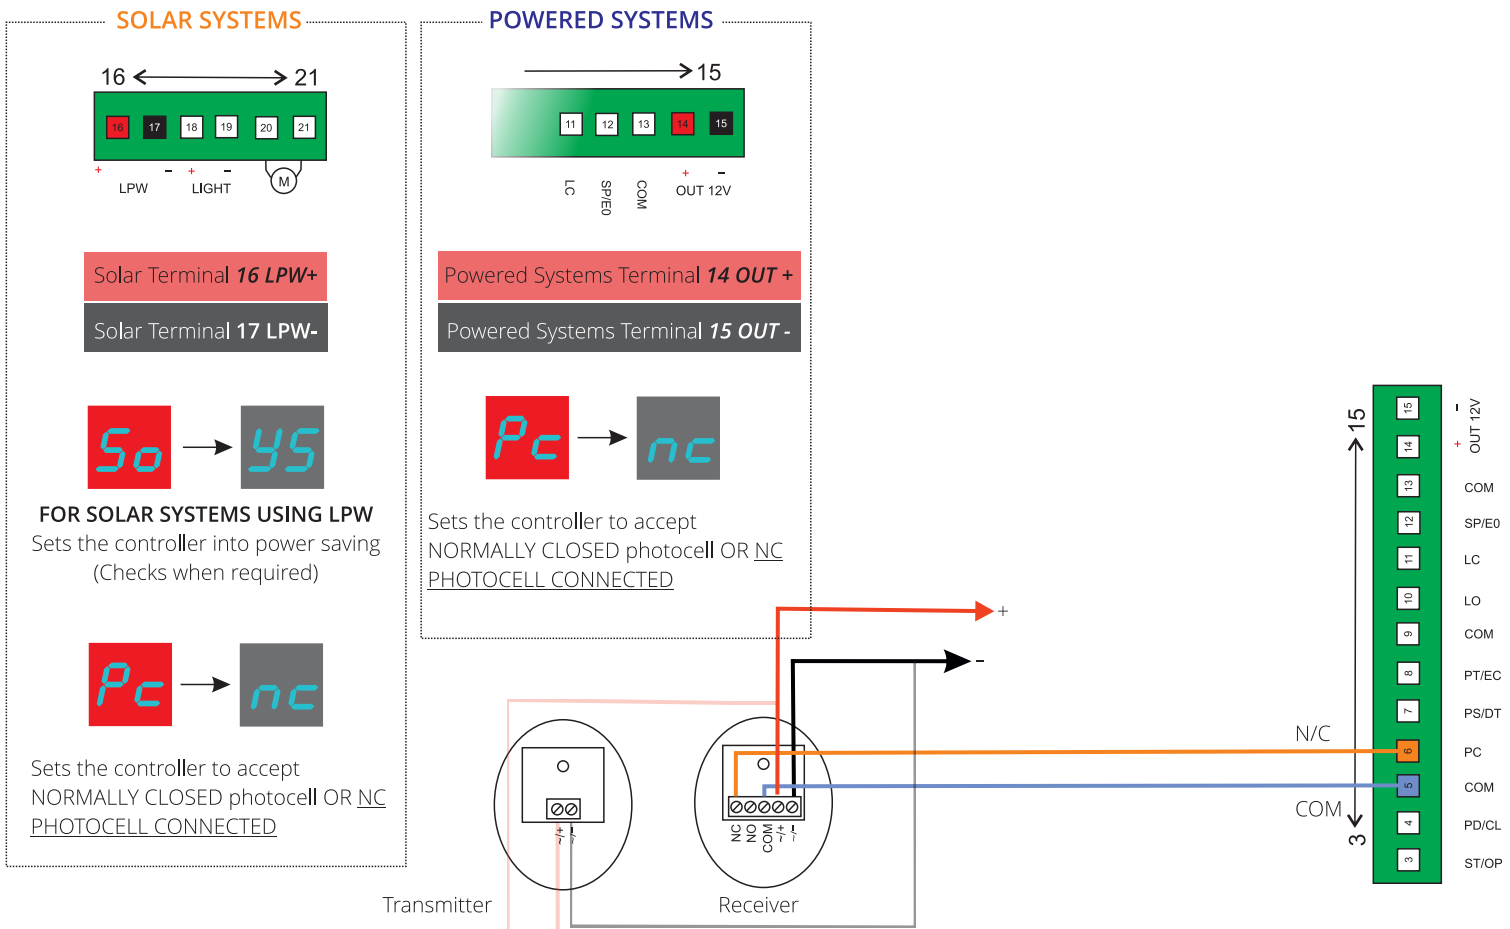 SOLAR SYSTEMS
16 21
16 17 18 19 20 21
+ - + -
LPW LIGHT M
Solar Terminal 16 LPW+
Solar Terminal 17 LPW-
So YS
FOR SOLAR SYSTEMS USING LPW
Sets the controller into power saving
(Checks when required)
Pc nc
Sets the controller to accept
NORMALLY CLOSED photocell OR NC
PHOTOCELL CONNECTED
POWERED SYSTEMS
15
11 12 13 14 15
+ -
LC SP/E0 COM OUT 12V
Powered Systems Terminal 14 OUT +
Powered Systems Terminal 15 OUT -
Pc nc
Sets the controller to accept
NORMALLY CLOSED photocell OR NC
PHOTOCELL CONNECTED
+
-
~/+ ~/-
Transmitter
NC NO COM ~/+ ~/-
Receiver
N/C
COM
15
3
15 -
14 + OUT 12V
13 COM
12 SP/E0
11 LC
10 LO
9 COM
8 PT/EC
7 PS/DT
6 PC
5 COM
4 PD/CL
3 ST/OP